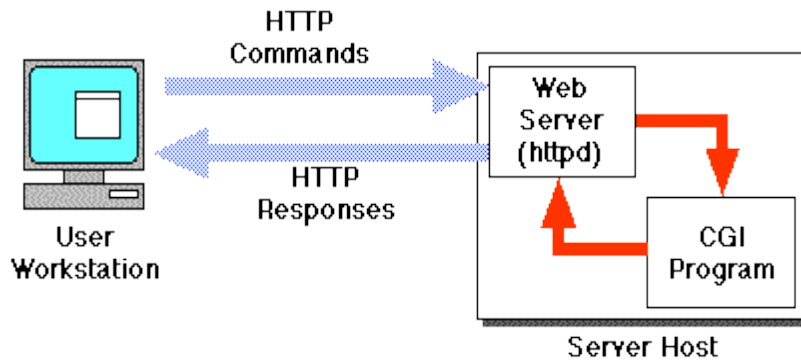 HTTP
Commands
Web
Server
(httpd)
HTTP
Responses
User
Workstation
CGI
Program
Server Host